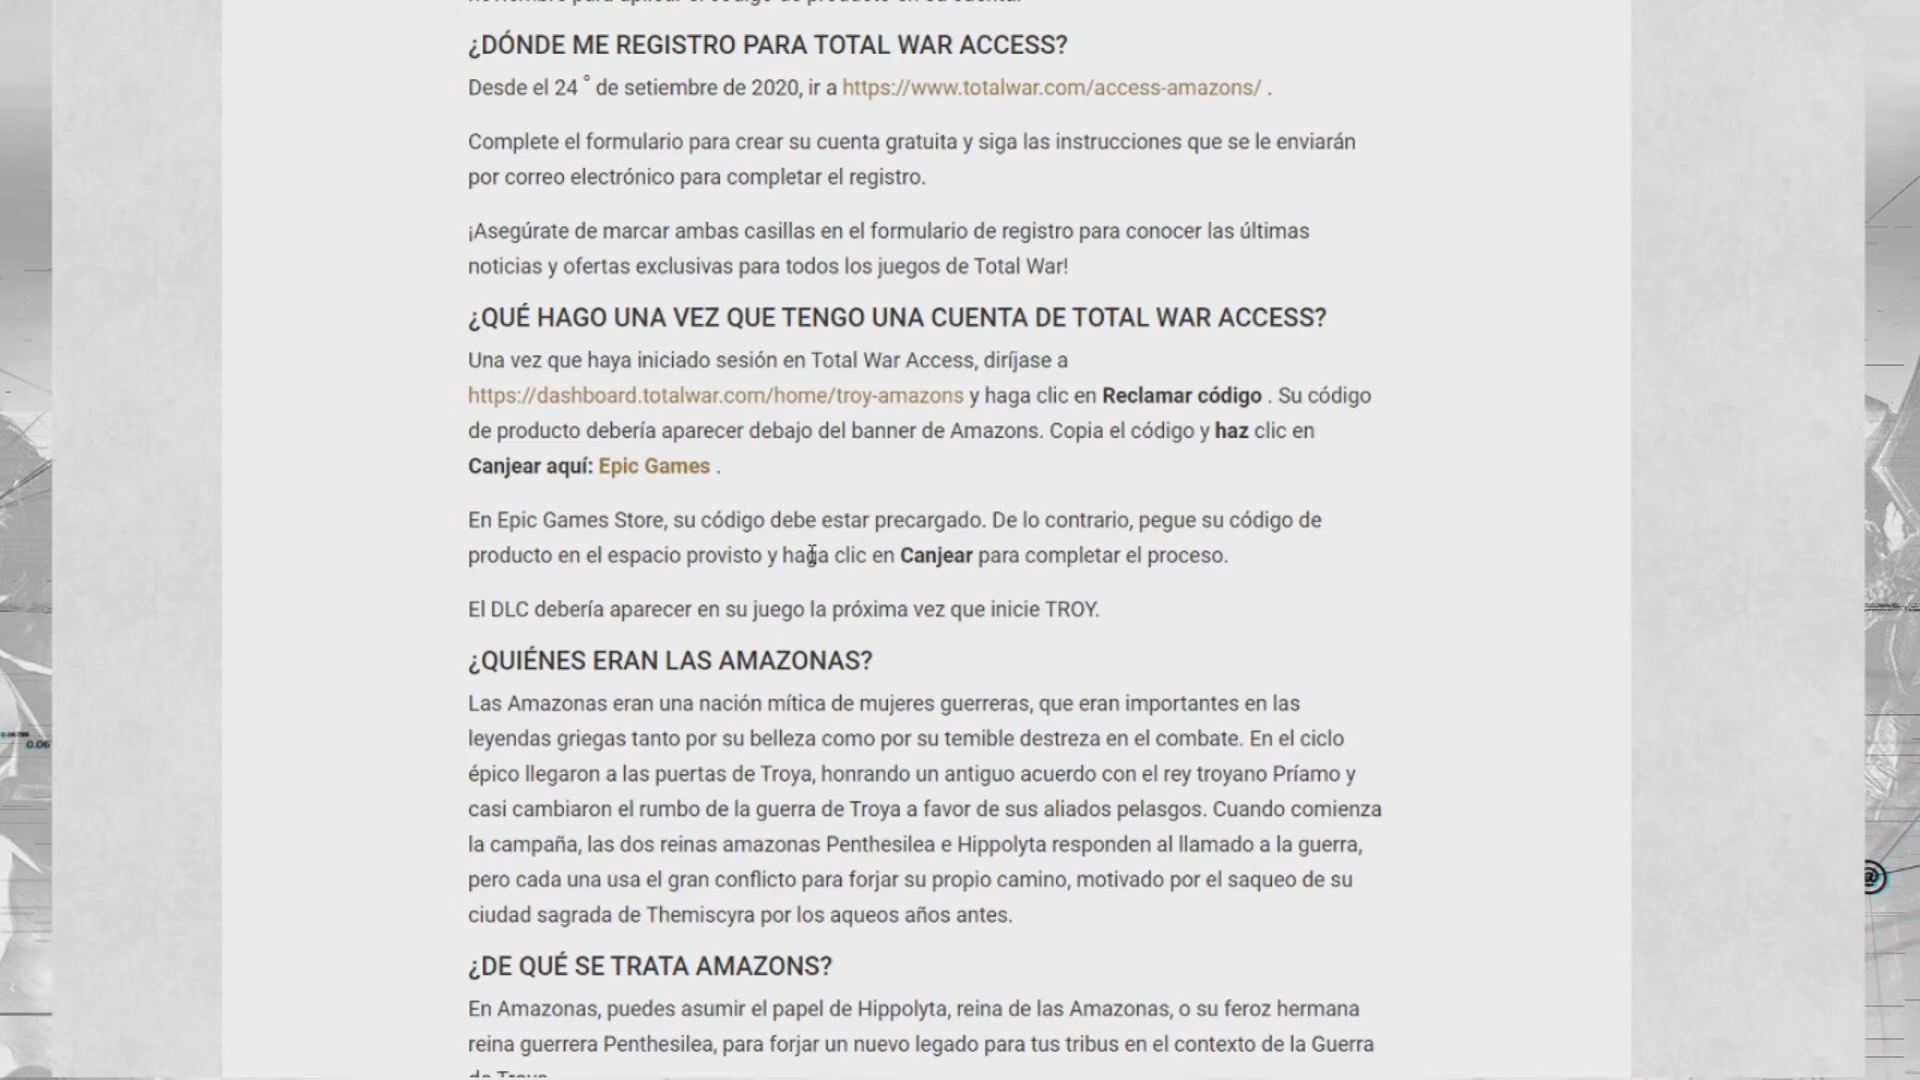 ¿DÓNDE ME REGISTRO PARA TOTAL WAR ACCESS?
Desde el 24 ° de setiembre de 2020, ir a https://www.totalwar.com/access-amazons/ .
Complete el formulario para crear su cuenta gratuita y siga las instrucciones que se le enviarán
por correo electrónico para completar el registro.
¡Asegúrate de marcar ambas casillas en el formulario de registro para conocer las últimas
noticias y ofertas exclusivas para todos los juegos de Total War!
¿QUÉ HAGO UNA VEZ QUE TENGO UNA CUENTA DE TOTAL WAR ACCESS?
Una vez que haya iniciado sesión en Total War Access, diríjase a
https://dashboard.totalwar.com/home/troy-amazons y haga clic en Reclamar código . Su código
de producto debería aparecer debajo del banner de Amazons. Copia el código y haz clic en
Canjear aquí: Epic Games .
En Epic Games Store, su código debe estar precargado. De lo contrario, pegue su código de
producto en el espacio provisto y haga clic en Canjear para completar el proceso.
El DLC debería aparecer en su juego la próxima vez que inicie TROY.
¿QUIÉNES ERAN LAS AMAZONAS?
Las Amazonas eran una nación mítica de mujeres guerreras, que eran importantes en las
leyendas griegas tanto por su belleza como por su temible destreza en el combate. En el ciclo
épico llegaron a las puertas de Troya, honrando un antiguo acuerdo con el rey troyano Príamo y
casi cambiaron el rumbo de la guerra de Troya a favor de sus aliados pelasgos. Cuando comienza
la campaña, las dos reinas amazonas Penthesilea e Hippolyta responden al llamado a la guerra,
pero cada una usa el gran conflicto para forjar su propio camino, motivado por el saqueo de su
ciudad sagrada de Themiscyra por los aqueos años antes.
¿DE QUÉ SE TRATA AMAZONS?
En Amazonas, puedes asumir el papel de Hippolyta, reina de las Amazonas, o su feroz hermana
reina guerrera Penthesilea, para forjar un nuevo legado para tus tribus en el contexto de la Guerra